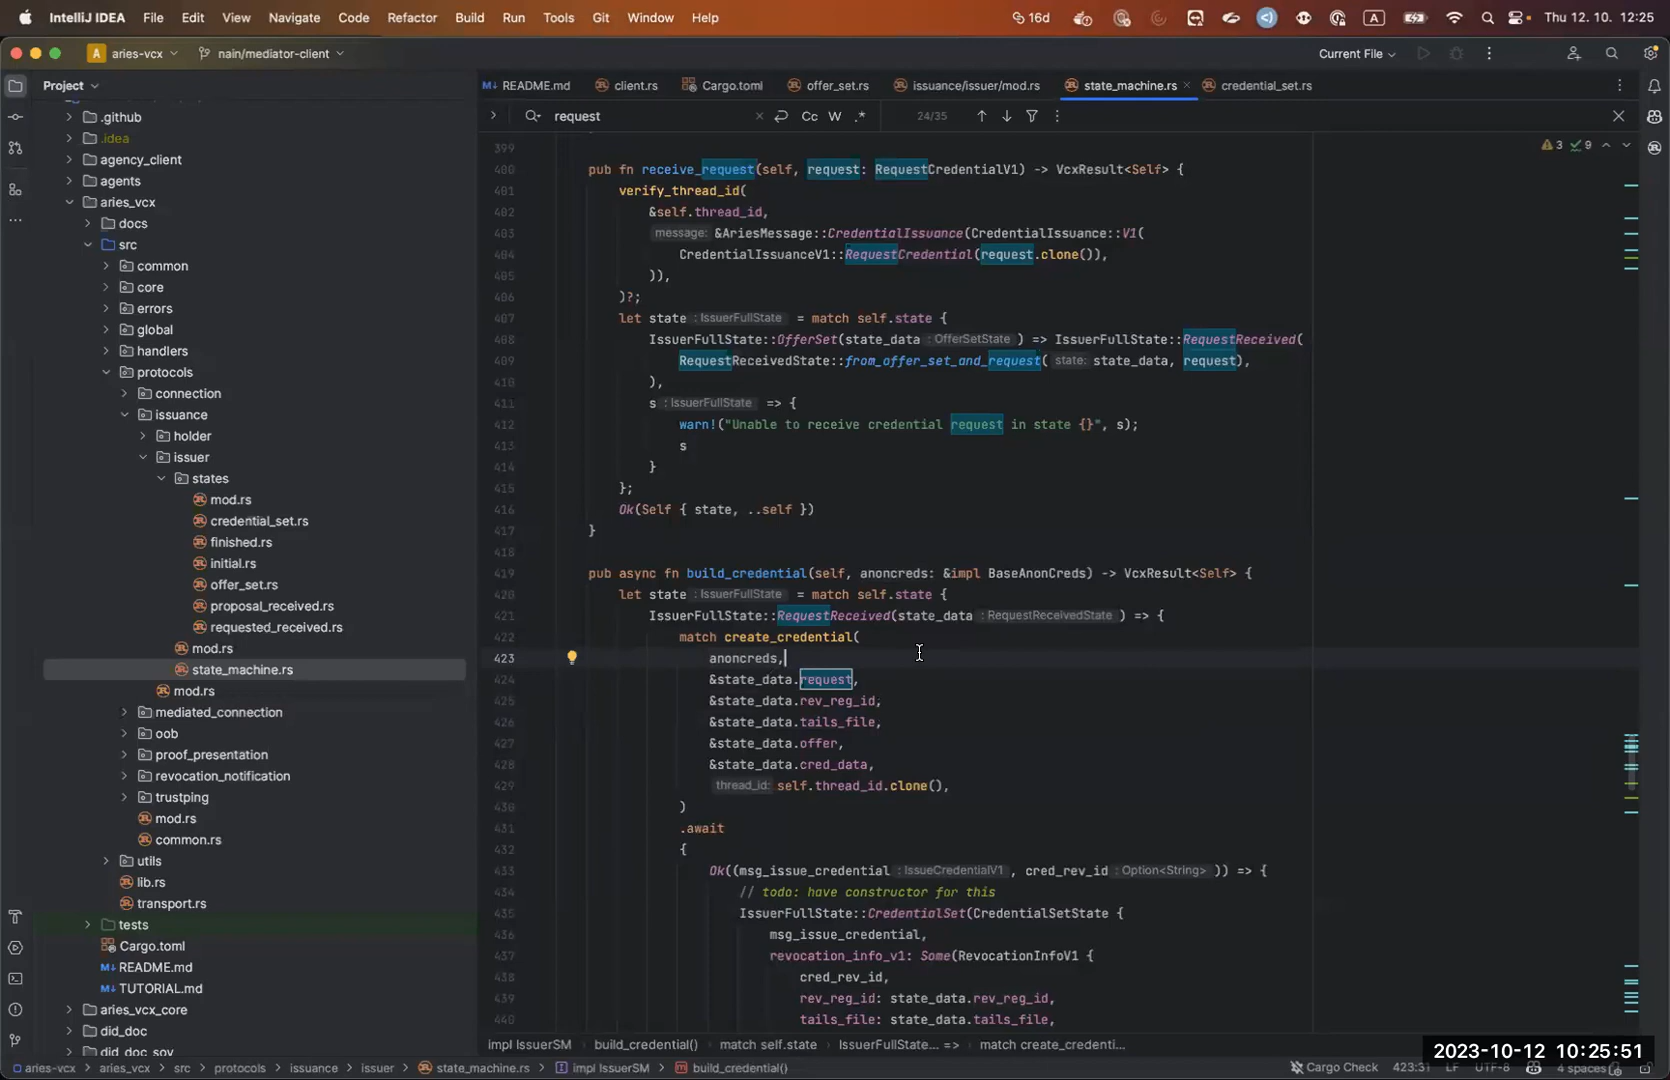 IntelliJ IDEA File Edit View Navigate Code Refactor Build Run Tools Git Window Help 16d A Thu 12. 10. 12:25
A aries-vcx nain/mediator-client Current File
Project README.md client.rs Cargo.toml offer_set.rs issuance/issuer/mod.rs state_machine.rs credential_set.rs
request Cc W .* 24/35
3 9
.github
.idea
agency_client
agents
aries_vcx
docs
src
common
core
errors
global
handlers
protocols
connection
issuance
holder
issuer
states
mod.rs
credential_set.rs
finished.rs
initial.rs
offer_set.rs
proposal_received.rs
requested_received.rs
mod.rs
state_machine.rs
mod.rs
mediated_connection
oob
proof_presentation
revocation_notification
trustping
mod.rs
common.rs
utils
lib.rs
transport.rs
tests
Cargo.toml
README.md
TUTORIAL.md
aries_vcx_core
did_doc
did_doc_sov
399
400 pub fn receive_request(self, request: RequestCredentialV1) -> VcxResult<Self> {
401 verify_thread_id(
402 &self.thread_id,
403 message: &AriesMessage::CredentialIssuance(CredentialIssuance::V1(
404 CredentialIssuanceV1::RequestCredential(request.clone()),
405 )),
406 )?;
407 let state :IssuerFullState = match self.state {
408 IssuerFullState::OfferSet(state_data :OfferSetState ) => IssuerFullState::RequestReceived(
409 RequestReceivedState::from_offer_set_and_request( state: state_data, request),
410 ),
411 s :IssuerFullState => {
412 warn!("Unable to receive credential request in state {}", s);
413 s
414 }
415 };
416 Ok(Self { state, ..self })
417 }
418
419 pub async fn build_credential(self, anoncreds: &impl BaseAnonCreds) -> VcxResult<Self> {
420 let state :IssuerFullState = match self.state {
421 IssuerFullState::RequestReceived(state_data :RequestReceivedState ) => {
422 match create_credential(
423 anoncreds,
424 &state_data.request,
425 &state_data.rev_reg_id,
426 &state_data.tails_file,
427 &state_data.offer,
428 &state_data.cred_data,
429 thread_id: self.thread_id.clone(),
430 )
431 .await
432 {
433 Ok((msg_issue_credential :IssueCredentialV1 , cred_rev_id :Option<String> )) => {
434 // todo: have constructor for this
435 IssuerFullState::CredentialSet(CredentialSetState {
436 msg_issue_credential,
437 revocation_info_v1: Some(RevocationInfoV1 {
438 cred_rev_id,
439 rev_reg_id: state_data.rev_reg_id,
440 tails_file: state_data.tails_file,
impl IssuerSM build_credential() match self.state IssuerFullState... => match create_credenti...
2023-10-12 10:25:51
aries-vcx aries_vcx src protocols issuance issuer state_machine.rs impl IssuerSM build_credential() Cargo Check 423:31 LF UTF-8 4 spaces